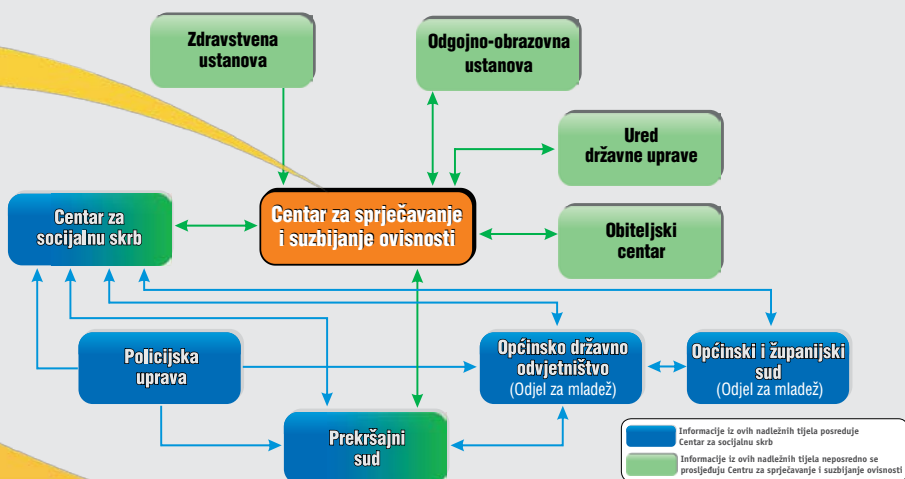 Zdravstvena
ustanova
Odgojno-obrazovna
ustanova
Ured
državne uprave
Centar za
socijalnu skrb
Centar za sprječavanje
i suzbijanje ovisnosti
Obiteljski
centar
Policijska
uprava
Općinsko državno
odvjetništvo
(Odjel za mladež)
Općinski i županijski
sud
(Odjel za mladež)
Prekršajni
sud
Informacije iz ovih nadležnih tijela posreduje
Centar za socijalnu skrb
Informacije iz ovih nadležnih tijela neposredno se
prosljeđuju Centru za sprječavanje i suzbijanje ovisnosti